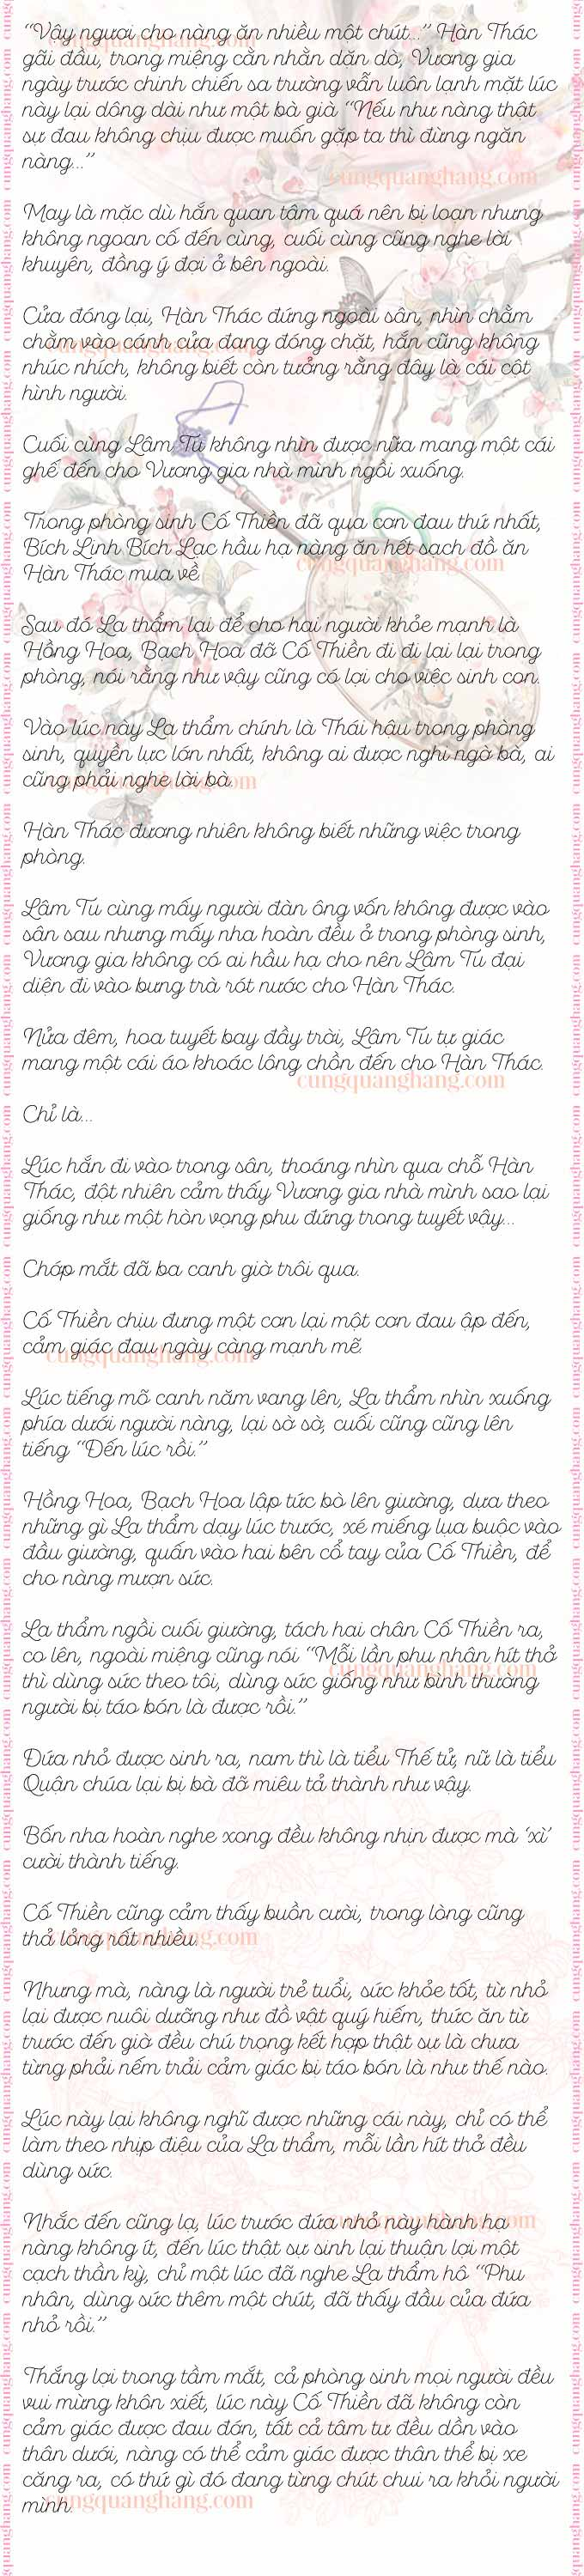 "Vậy ngươi cho nàng ăn nhiều một chút..." Hàn Thác
gãi đầu, trong miệng cằn nhằn dặn dò, Vương gia
ngày trước chinh chiến sa trường vẫn luôn lạnh mặt lúc
này lại dông dài như một bà già "Nếu như nàng thật
sự đau không chịu được muốn gặp ta thì đừng ngăn
nàng..."
cungquanghang.com
cungquanghang.com
May là mặc dù hắn quan tâm quá nên bị loạn nhưng
không ngoan cố đến cùng, cuối cùng cũng nghe lời
khuyên, đồng ý đợi ở bên ngoài.
Cửa đóng lại, Hàn Thác đứng ngoài sân, nhìn chằm
chằm vào cánh cửa đang đóng chặt, hắn cũng không
nhúc nhích, không biết còn tưởng rằng đây là cái cột
hình người.
cungquanghang.com
Cuối cùng Lâm Tú không nhìn được nữa mang một cái
ghế đến cho Vương gia nhà mình ngồi xuống.
Trong phòng sinh Cố Thiền đã qua cơn đau thứ nhất,
Bích Linh Bích Lạc hầu hạ nàng ăn hết sạch đồ ăn
Hàn Thác mua về.
cungquanghang.com
Sau đó La thẩm lại để cho hai người khỏe mạnh là
Hồng Hoa, Bạch Hoa đỡ Cố Thiền đi đi lại lại trong
phòng, nói rằng như vậy cũng có lợi cho việc sinh con.
Vào lúc này La thẩm chính là Thái hậu trong phòng
sinh, quyền lực lớn nhất, không ai được nghi ngờ bà, ai
cũng phải nghe lời bà.
cungquanghang.com
Hàn Thác đương nhiên không biết những việc trong
phòng.
Lâm Tú cùng mấy người đàn ông vốn không được vào
sân sau nhưng mấy nha hoàn đều ở trong phòng sinh,
Vương gia không có ai hầu hạ cho nên Lâm Tú đại
diện đi vào bưng trà rót nước cho Hàn Thác.
Nửa đêm, hoa tuyết bay đầy trời, Lâm Tú tự giác
mang một cái áo khoác lông chồn đến cho Hàn Thác.
cungquanghang.com
Chỉ là...
Lúc hắn đi vào trong sân, thoáng nhìn qua chỗ Hàn
Thác, đột nhiên cảm thấy Vương gia nhà mình sao lại
giống như một hòn vọng phu đứng trong tuyết vậy...
Chớp mắt đã ba canh giờ trôi qua.
Cố Thiền chịu đựng một cơn lại một cơn đau ập đến,
cảm giác đau ngày càng mạnh mẽ.
cungquanghang.com
Lúc tiếng mõ canh năm vang lên, La thẩm nhìn xuống
phía dưới người nàng, lại sờ sờ, cuối cũng cũng lên
tiếng "Đến lúc rồi."
Hồng Hoa, Bạch Hoa lập tức bò lên giường, dựa theo
những gì La thẩm dạy lúc trước, xé miếng lụa buộc vào
đầu giường, quấn vào hai bên cổ tay của Cố Thiền, để
cho nàng mượn sức.
La thẩm ngồi cuối giường, tách hai chân Cố Thiền ra,
co lên, ngoài miệng cũng nói "Mỗi lần phu nhân hít thở
thì dùng sức theo tôi, dùng sức giống như bình thường
người bị táo bón là được rồi."
cungquanghang.com
Đứa nhỏ được sinh ra, nam thì là tiểu Thế tử, nữ là tiểu
Quận chúa lại bị bà đỡ miêu tả thành như vậy.
Bốn nha hoàn nghe xong đều không nhịn được mà 'xì'
cười thành tiếng.
Cố Thiền cũng cảm thấy buồn cười, trong lòng cũng
thả lỏng rất nhiều.
cungquanghang.com
Nhưng mà, nàng là người trẻ tuổi, sức khỏe tốt, từ nhỏ
lại được nuôi dưỡng như đồ vật quý hiếm, thức ăn từ
trước đến giờ đều chú trọng kết hợp thật sự là chưa
từng phải nếm trải cảm giác bị táo bón là như thế nào.
Lúc này lại không nghĩ được những cái này, chỉ có thể
làm theo nhịp điệu của La thẩm, mỗi lần hít thở đều
dùng sức.
Nhắc đến cũng lạ, lúc trước đứa nhỏ này hành hạ
nàng không ít, đến lúc thật sự sinh lại thuận lợi một
cách thần kỳ, chỉ một lúc đã nghe La thẩm hô "Phu
nhân, dùng sức thêm một chút, đã thấy đầu của đứa
nhỏ rồi."
cungquanghang.com
Thắng lợi trong tầm mắt, cả phòng sinh mọi người đều
vui mừng khôn xiết, lúc này Cố Thiền đã không còn
cảm giác được đau đớn, tất cả tâm tư đều dồn vào
thân dưới, nàng có thể cảm giác được thân thể bị xe
căng ra, có thứ gì đó đang từng chút chui ra khỏi người
mình.
cungquanghang.com